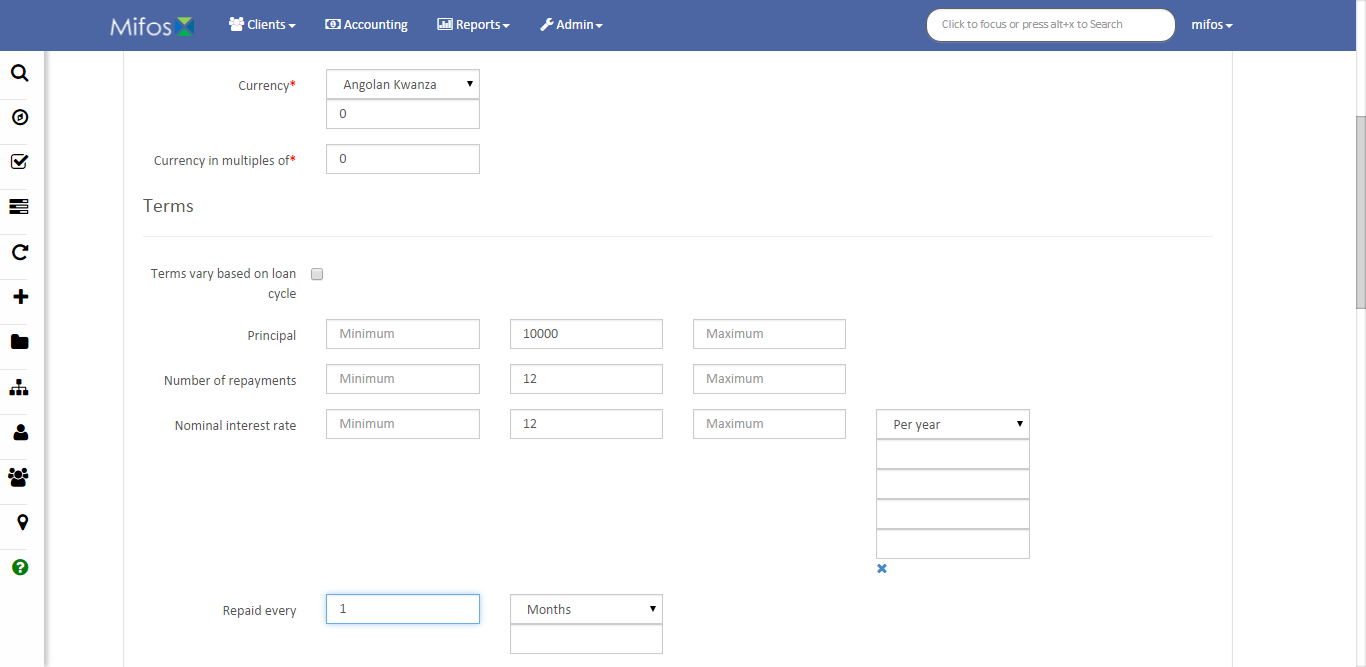 Mifos Clients Accounting Reports Admin Click to focus or press alt+x to Search mifos
Currency* Angolan Kwanza
0
Currency in multiples of* 0
Terms
Terms vary based on loan
cycle
Principal Minimum 10000 Maximum
Number of repayments Minimum 12 Maximum
Nominal interest rate Minimum 12 Maximum Per year
Repaid every 1 Months